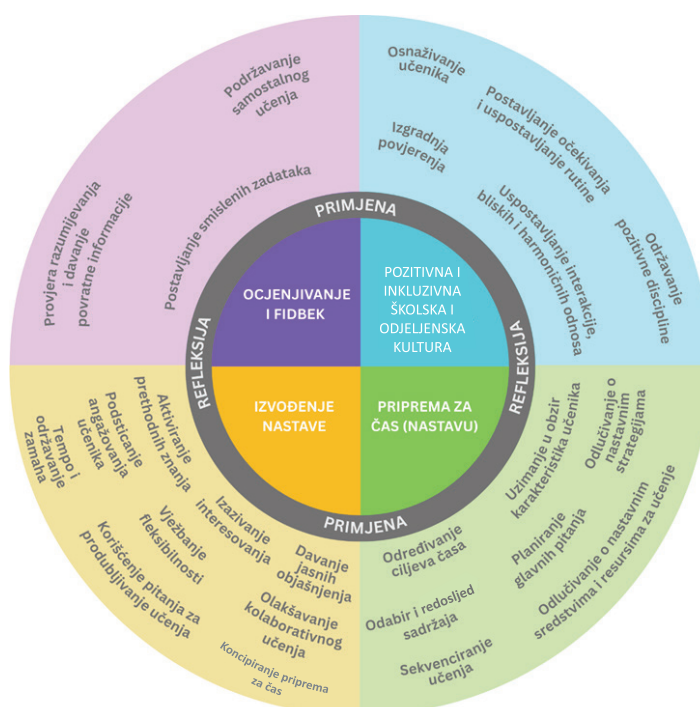 Podržavanje
samostalnog
učenja
Postavljanje smislenih zadataka
Provjera razumijevanja
i davanje
povratne informacije
Osnaživanje
učenika
Izgradnja
povjerenja
Postavljanje očekivanja
i uspostavljanje rutine
Uspostavljanje interakcije,
bliskih i harmoničnih odnosa
Održavanje
pozitivne discipline
PRIMJENA
REFLEKSIJA
REFLEKSIJA
PRIMJENA
OCJENJIVANJE
I FIDBEK
POZITIVNA I
INKLUZIVNA
ŠKOLSKA I
ODJELJENSKA
KULTURA
IZVOĐENJE
NASTAVE
PRIPREMA ZA
ČAS (NASTAVU)
Aktiviranje
prethodnih znanja
Podsticanje
angažovanja
učenika
Tempo i
održavanje
zamaha
Izazivanje
interesovanja
Vježbanje
fleksibilnosti
Korišćenje pitanja za
produbljivanje učenja
Davanje
jasnih
objašnjenja
Olakšavanje
kolaborativnog
učenja
Koncipiranje priprema
za čas
Uzimanje u obzir
karakteristika učenika
Odlučivanje o
nastavnim
strategijama
Određivanje
ciljeva časa
Planiranje
glavnih pitanja
Odlučivanje o nastavnim
sredstvima i resursima za učenje
Odabir i redosljed
sadržaja
Sekvenciranje
učenja